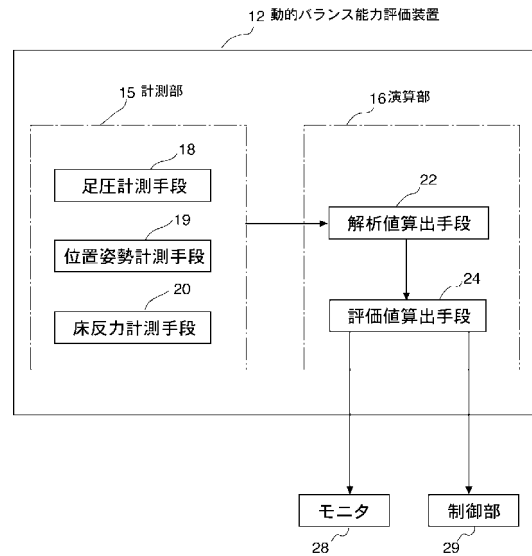 12 動的バランス能力評価装置
15 計測部
16 演算部
18
足圧計測手段
19
位置姿勢計測手段
20
床反力計測手段
22
解析値算出手段
24
評価値算出手段
モニタ
28
制御部
29